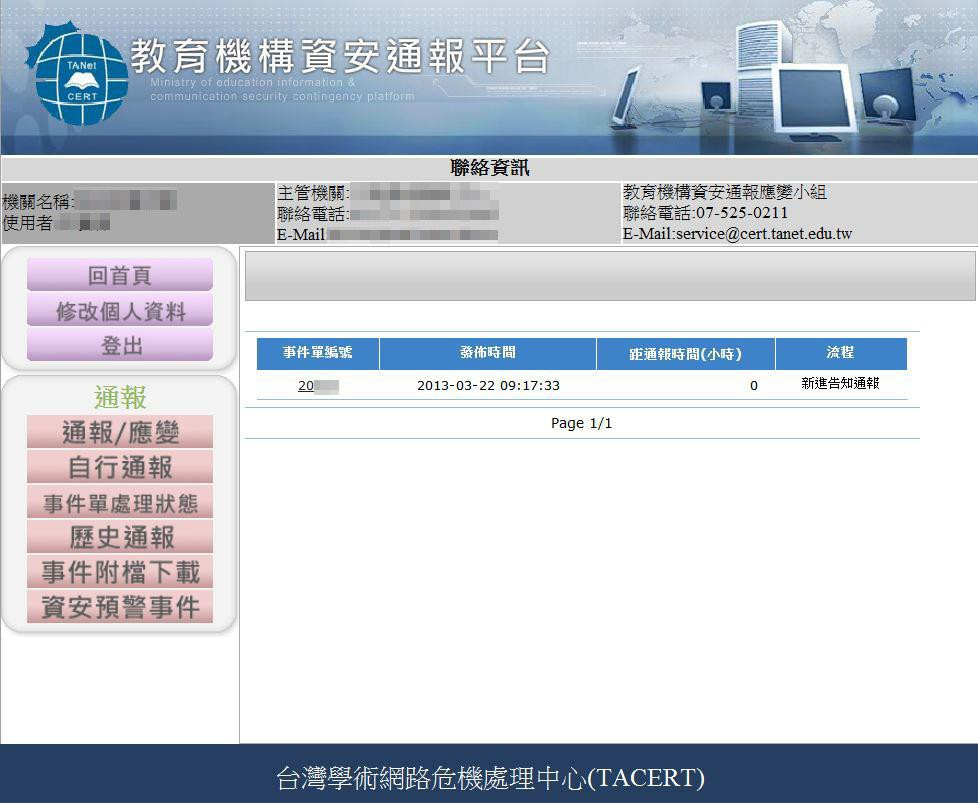 TANet
CERT
教育機構資安通報平台
Ministry of education information &
communication security contingency platform
聯絡資訊
機關名稱:
使用者
主管機關:
聯絡電話:
E-Mail
教育機構資安通報應變小組
聯絡電話:07-525-0211
E-Mail:service@cert.tanet.edu.tw
回首頁
修改個人資料
登出
通報
通報/應變
自行通報
事件單處理狀態
歷史通報
事件附檔下載
資安預警事件
事件單編號 發佈時間 距通報時間(小時) 流程
20 2013-03-22 09:17:33 0 新進告知通報
Page 1/1
台灣學術網路危機處理中心(TACERT)